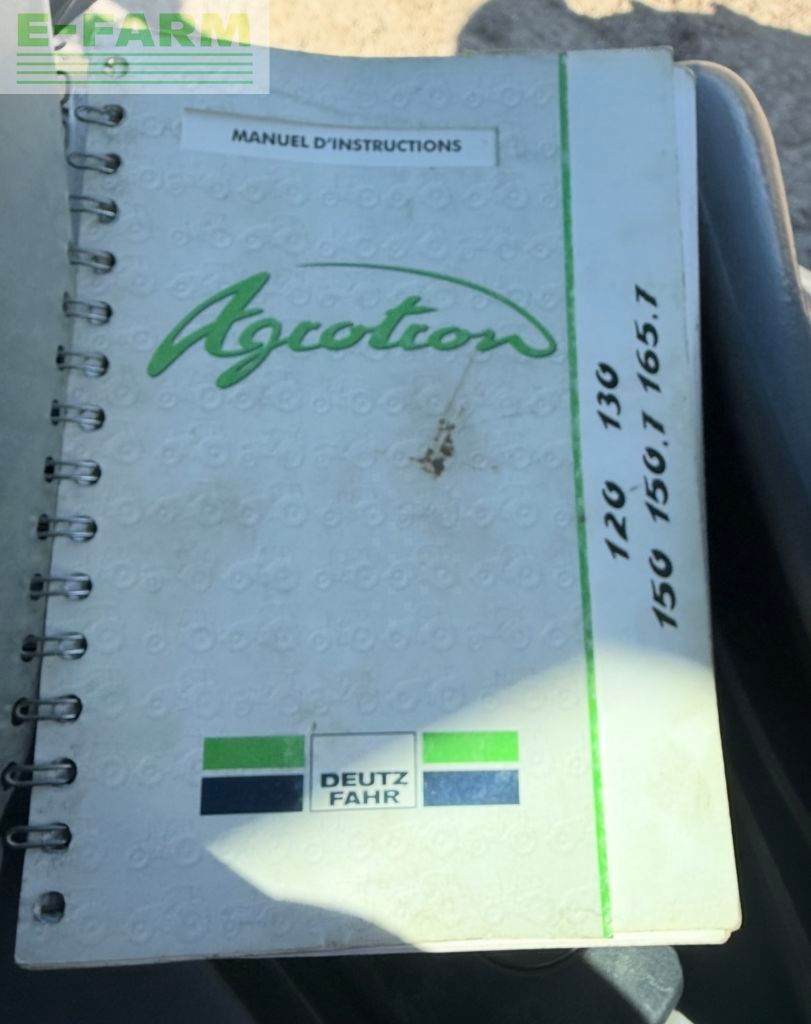 E-FARM
MANUEL D'INSTRUCTIONS
Agrotron
120 130
150 150.7 165.7
DEUTZ
FAHR